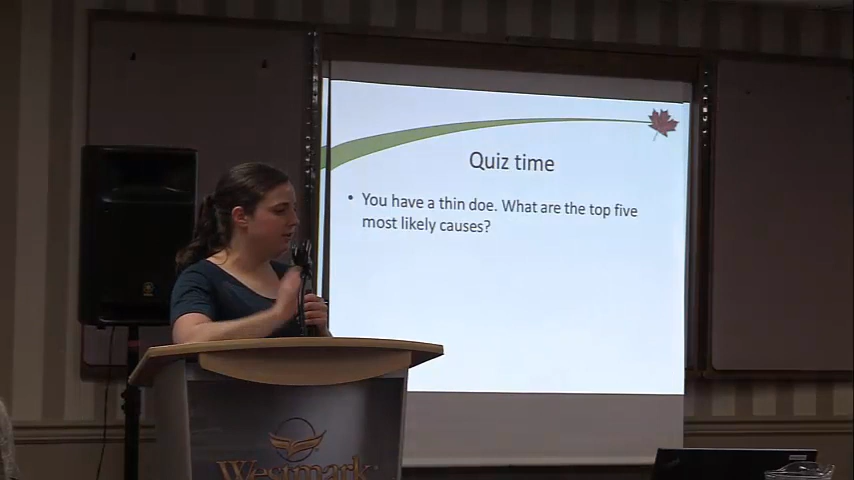 Quiz time
• You have a thin doe. What are the top five
most likely causes?
Westmark